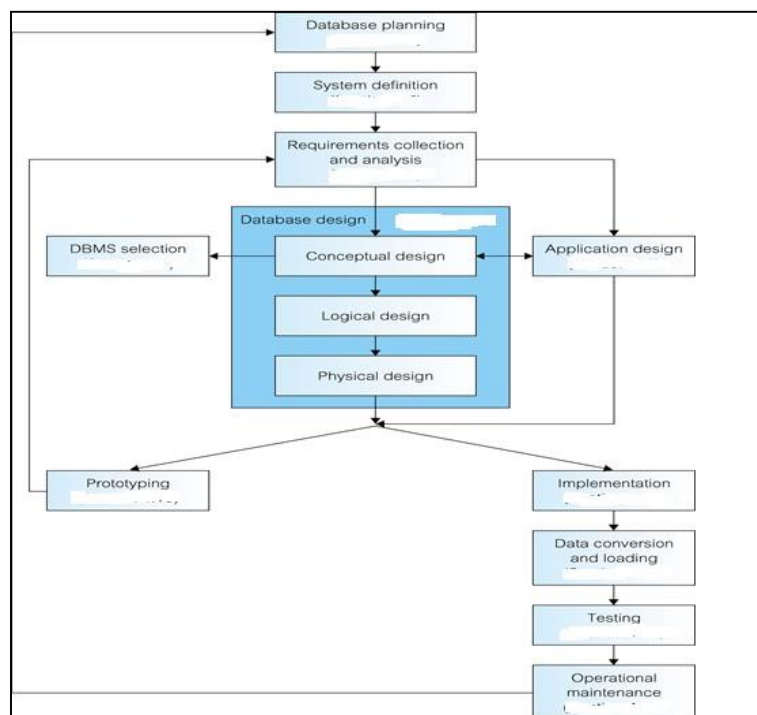 Database planning
System definition
Requirements collection
and analysis
Database design
DBMS selection
Conceptual design
Application design
Logical design
Physical design
Prototyping
Implementation
Data conversion
and loading
Testing
Operational
maintenance